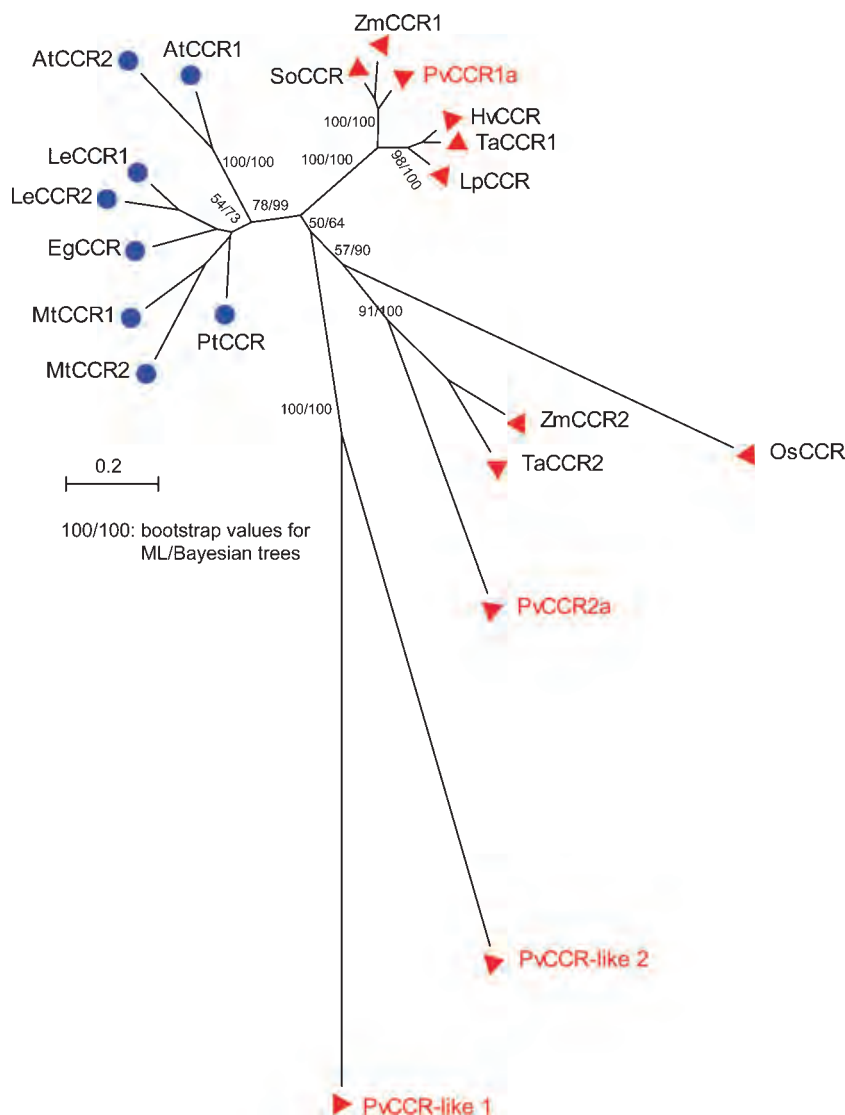 ZmCCR1
AtCCR1
AtCCR2
SoCCR
PvCCR1a
HvCCR
100/100
TaCCR1
LeCCR1
100/100
100/100
98/100
LpCCR
LeCCR2
54/73
78/99
50/64
EgCCR
57/90
MtCCR1
91/100
PtCCR
MtCCR2
100/100
ZmCCR2
OsCCR
0.2
TaCCR2
100/100: bootstrap values for
ML/Bayesian trees
PvCCR2a
PvCCR-like 2
PvCCR-like 1